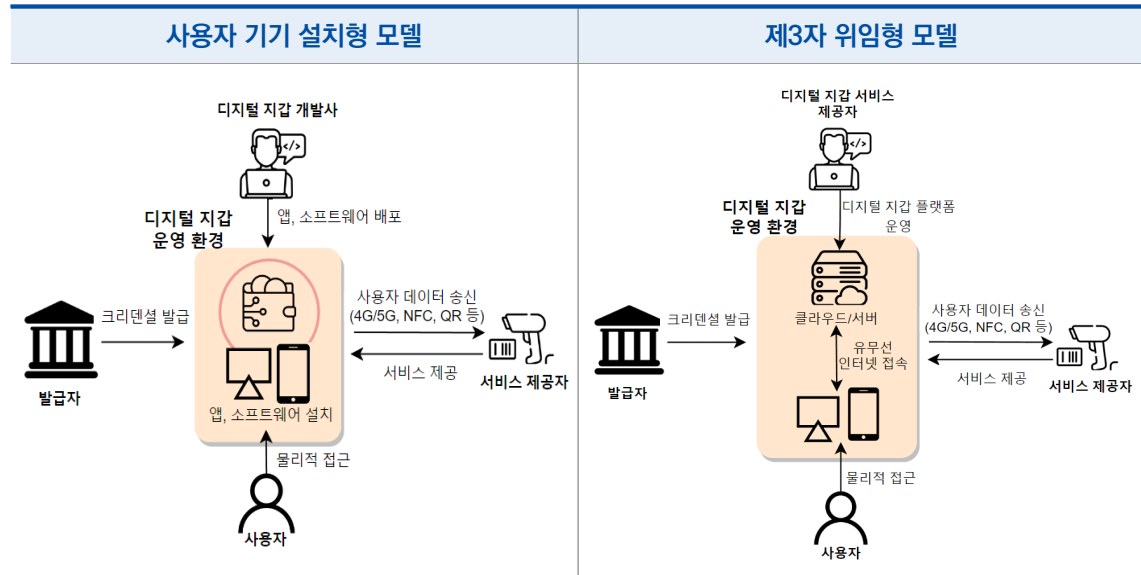 사용자 기기 설치형 모델
제3자 위임형 모델
디지털 지갑 개발사
</>
앱, 소프트웨어 배포
디지털 지갑
운영 환경
크리덴셜 발급
발급자
사용자 데이터 송신
(4G/5G, NFC, QR 등)
서비스 제공
서비스 제공자
앱, 소프트웨어 설치
물리적 접근
사용자
디지털 지갑 서비스
제공자
</>
디지털 지갑 플랫폼
운영
디지털 지갑
운영 환경
클라우드/서버
크리덴셜 발급
발급자
유무선
인터넷 접속
사용자 데이터 송신
(4G/5G, NFC, QR 등)
서비스 제공
서비스 제공자
물리적 접근
사용자